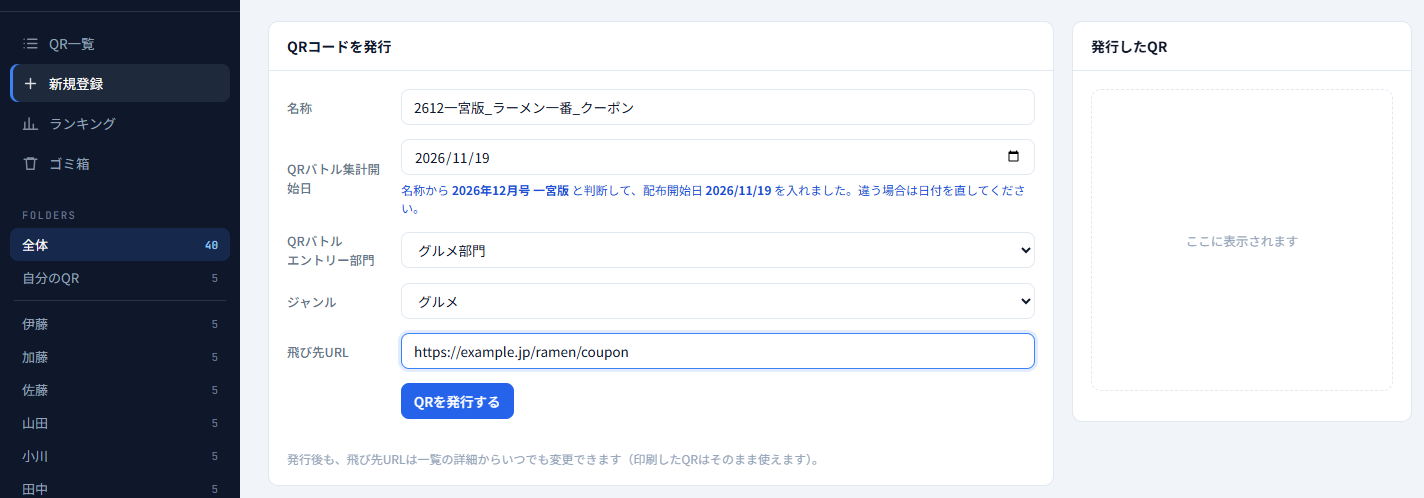 QR一覧
新規登録
ランキング
ゴミ箱
FOLDERS
全体 40
自分のQR 5
伊藤 5
加藤 5
佐藤 5
山田 5
小川 5
田中 5
QRコードを発行
名称 2612一宮版_ラーメン一番_クーポン
QRバトル集計開
始日
2026/11/19
名称から 2026年12月号 一宮版 と判断して、配布開始日 2026/11/19 を入れました。違う場合は日付を直してくださ
い。
QRバトル
エントリー部門
グルメ部門
ジャンル グルメ
飛び先URL https://example.jp/ramen/coupon
QRを発行する
発行後も、飛び先URLは一覧の詳細からいつでも変更できます（印刷したQRはそのまま使えます）。
発行したQR
ここに表示されます